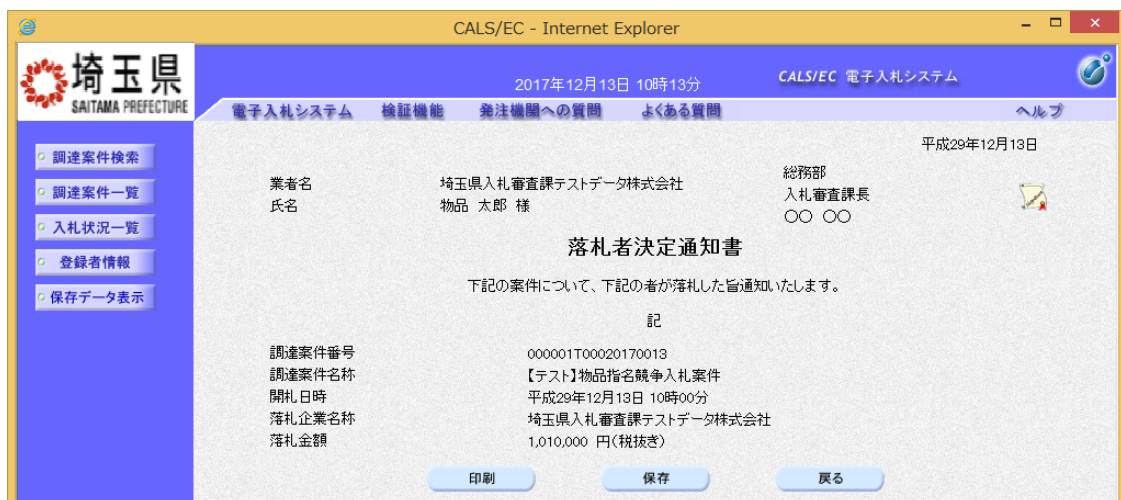 CALS/EC - Internet Explorer
埼玉県
SAITAMA PREFECTURE
2017年12月13日 10時13分
CALS/EC 電子入札システム
電子入札システム 検証機能 発注機関への質問 よくある質問 ヘルプ
調達案件検索
調達案件一覧
入札状況一覧
登録者情報
保存データ表示
平成29年12月13日
業者名 埼玉県入札審査課テストデータ株式会社
氏名 物品 太郎 様
総務部
入札審査課長
○○ ○○
落札者決定通知書
下記の案件について、下記の者が落札した旨通知いたします。
記
調達案件番号 000001T00020170013
調達案件名称 【テスト】物品指名競争入札案件
開札日時 平成29年12月13日 10時00分
落札企業名称 埼玉県入札審査課テストデータ株式会社
落札金額 1,010,000 円(税抜き)
印刷 保存 戻る